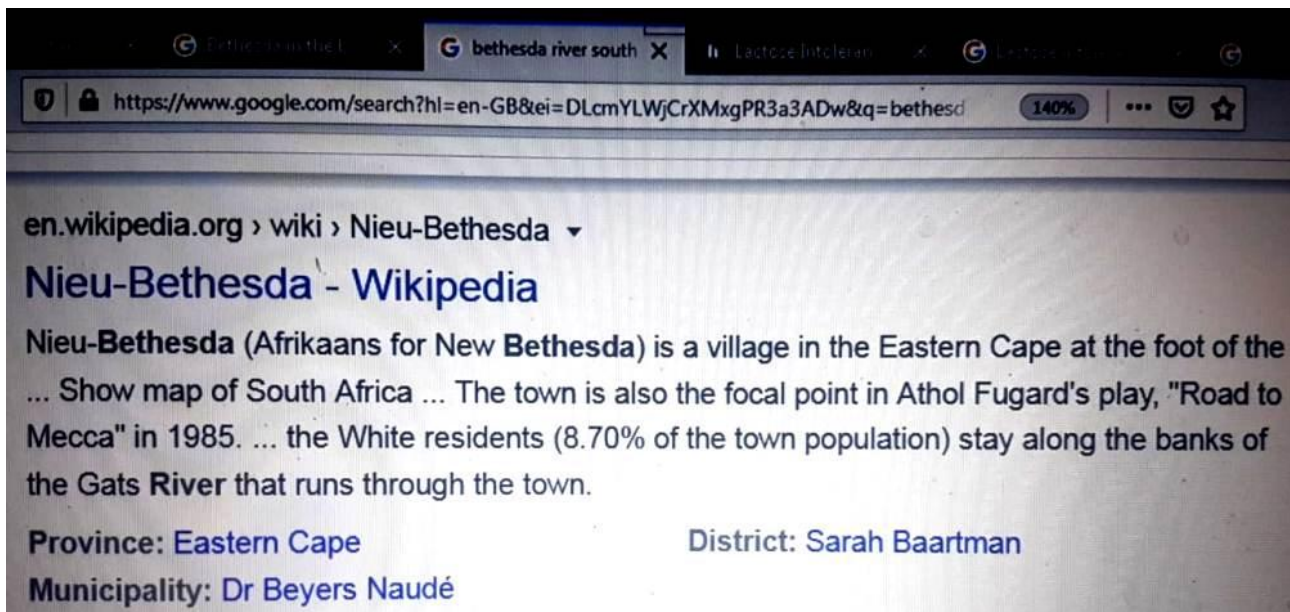 bethesda river south
Lactose Intoleran
https://www.google.com/search?hl=en-GB&ei=DLcmYLWjCrXMxgPR3a3ADw&q=bethesd 140%
en.wikipedia.org › wiki › Nieu-Bethesda
Nieu-Bethesda - Wikipedia
Nieu-Bethesda (Afrikaans for New Bethesda) is a village in the Eastern Cape at the foot of the
... Show map of South Africa ... The town is also the focal point in Athol Fugard's play, "Road to
Mecca" in 1985. ... the White residents (8.70% of the town population) stay along the banks of
the Gats River that runs through the town.
Province: Eastern Cape District: Sarah Baartman
Municipality: Dr Beyers Naudé